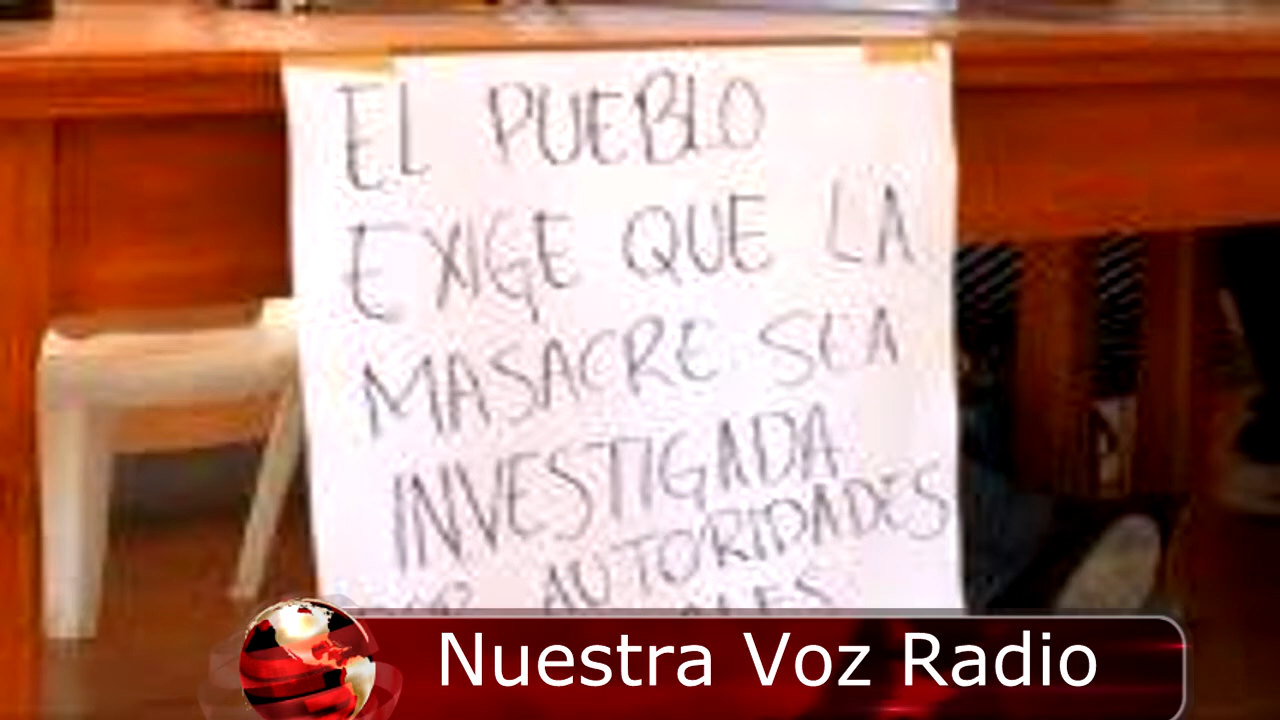 EL PUEBLO
EXIGE QUE LA
MASACRE SEA
INVESTIGADA
AUTORIDADES
Nuestra Voz Radio